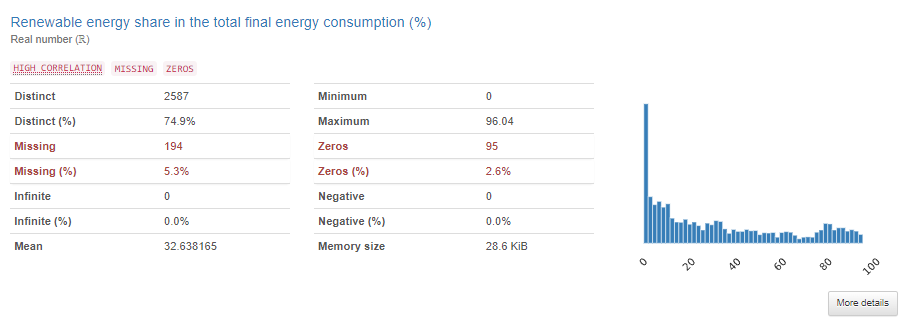 Renewable energy share in the total final energy consumption (%)
Real number (ℝ)
HIGH CORRELATION MISSING ZEROS
Distinct 2587
Distinct (%) 74.9%
Missing 194
Missing (%) 5.3%
Infinite 0
Infinite (%) 0.0%
Mean 32.638165
Minimum 0
Maximum 96.04
Zeros 95
Zeros (%) 2.6%
Negative 0
Negative (%) 0.0%
Memory size 28.6 KiB
0 20 40 60 80 100
More details